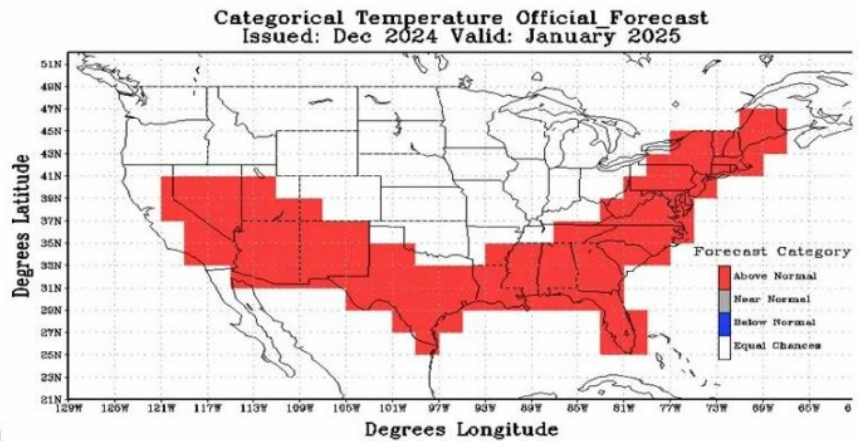 Categorical Temperature Official_Forecast
Issued: Dec 2024 Valid: January 2025
51N
49N
47N
45N
43N
41N
39N
37N
35N
33N
31N
29N
27N
25N
23N
21N
Degrees Latitude
Forecast Category
Above Normal
Near Normal
Below Normal
Equal Chances
129W 125W 121W 117W 113W 109W 105W 101W 97W 93W 89W 85W 81W 77W 73W 69W 65W 6
Degrees Longitude